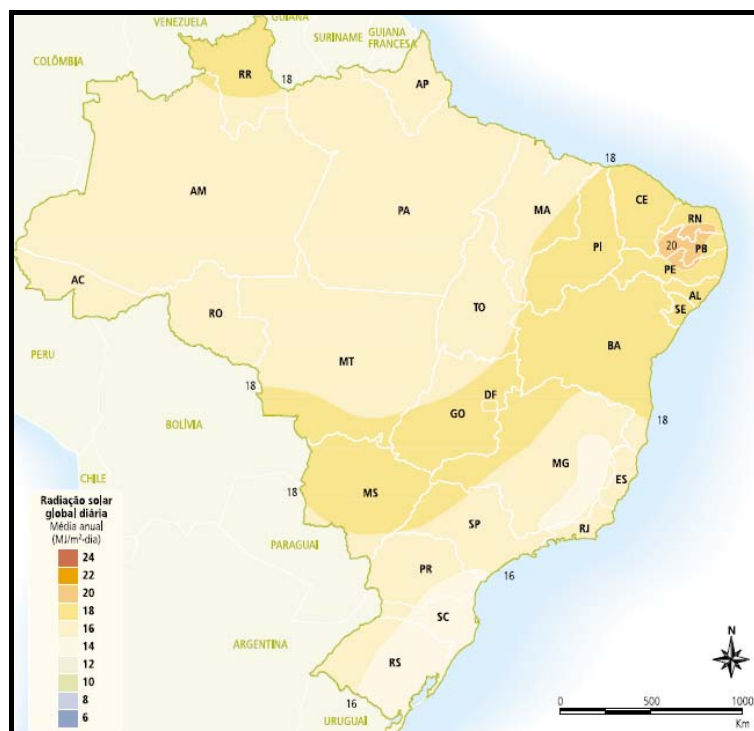 VENEZUELA
GUIANA
SURINAME
GUIANA
FRANCESA
COLÔMBIA
RR
18
AP
18
AM
PA
MA
CE
RN
20
PB
PI
PE
AC
AL
SE
TO
RO
BA
MT
PERU
18
DF
GO
BOLÍVIA
18
MG
CHILE
ES
18
MS
Radiação solar
global diária
Média anual
(MJ/m²-dia)
24
22
20
18
16
14
12
10
8
6
SP
RJ
PARAGUAI
PR
16
SC
ARGENTINA
RS
16
URUGUAI
N
0
500
1000
Km